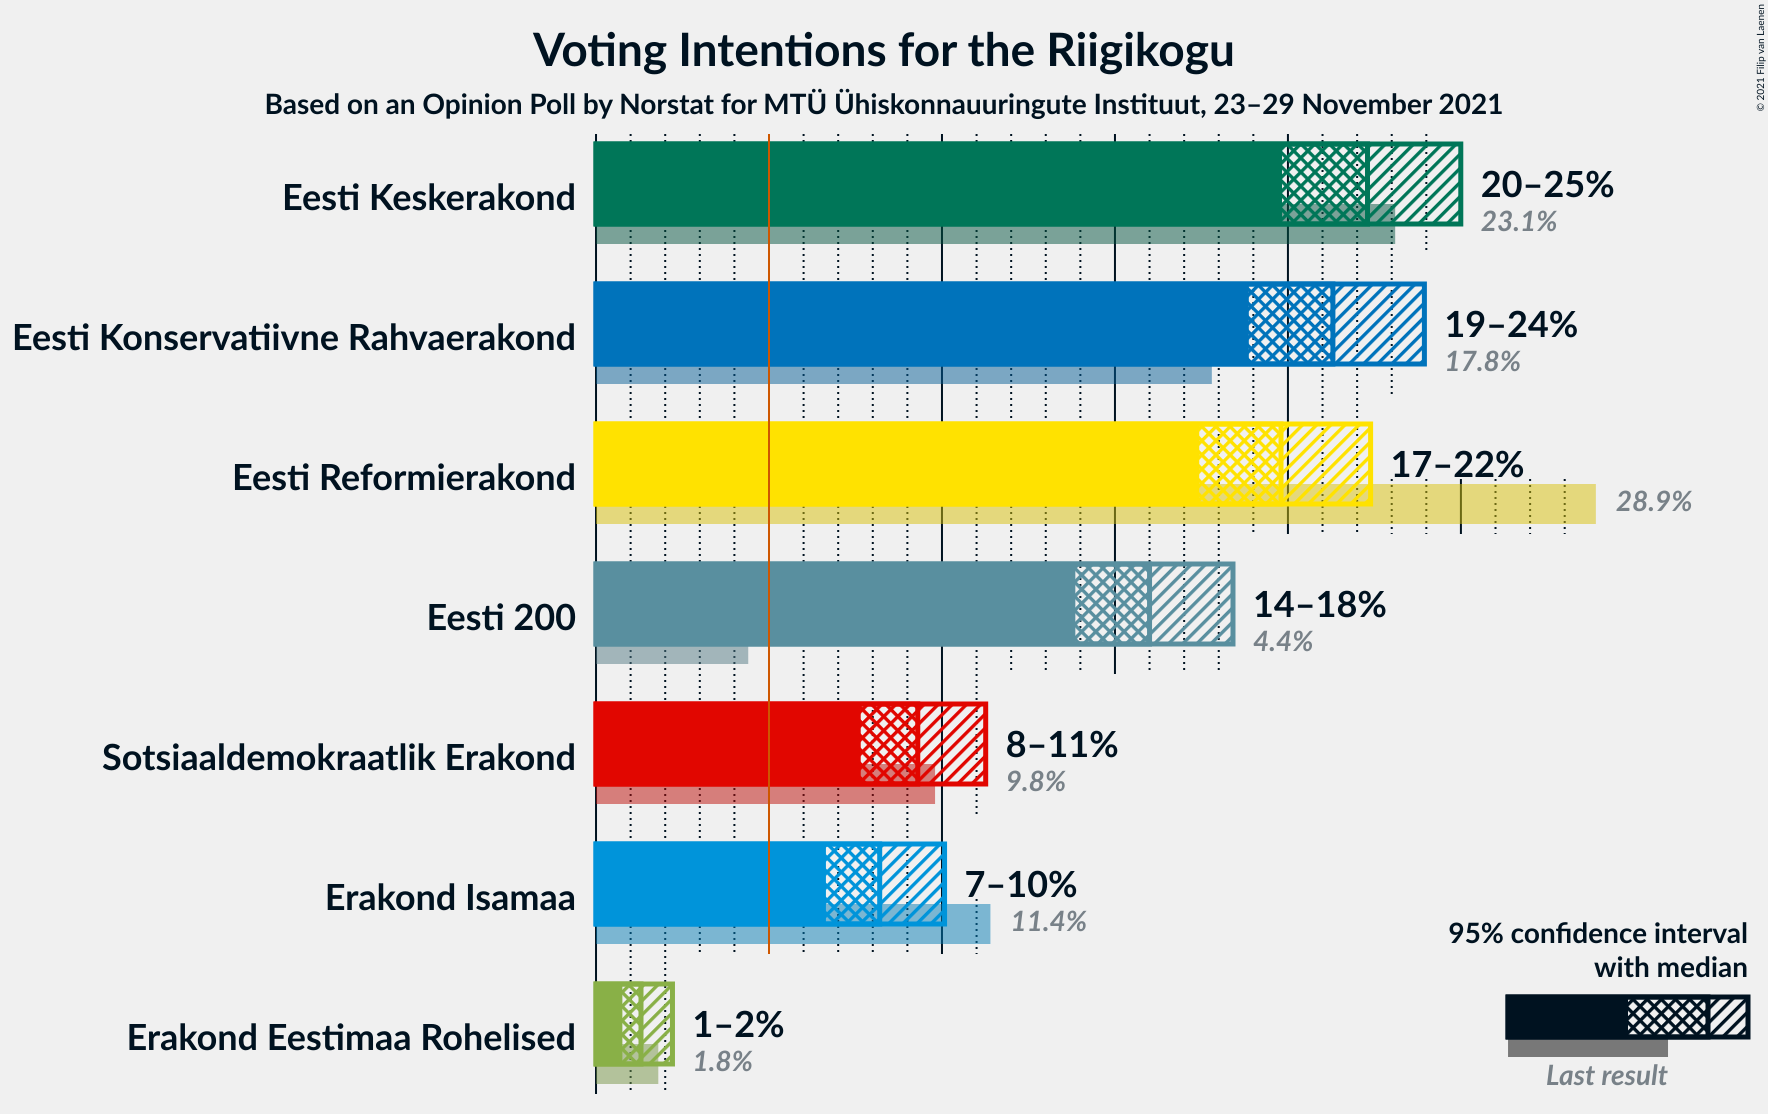 Voting Intentions for the Riigikogu
Based on an Opinion Poll by Norstat for MTÜ Ühiskonnauuringute Instituut, 23–29 November 2021
© 2021 Filip van Laenen
Eesti Keskerakond
20–25%
23.1%
Eesti Konservatiivne Rahvaerakond
19–24%
17.8%
Eesti Reformierakond
17–22%
28.9%
Eesti 200
14–18%
4.4%
Sotsiaaldemokraatlik Erakond
8–11%
9.8%
Erakond Isamaa
7–10%
11.4%
Erakond Eestimaa Rohelised
1–2%
1.8%
95% confidence interval
with median
Last result